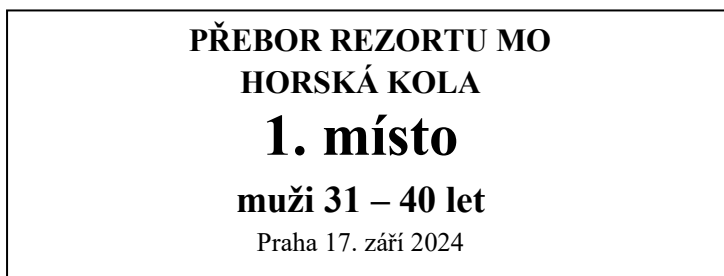 PŘEBOR REZORTU MO
HORSKÁ KOLA
1. místo
muži 31 – 40 let
Praha 17. září 2024